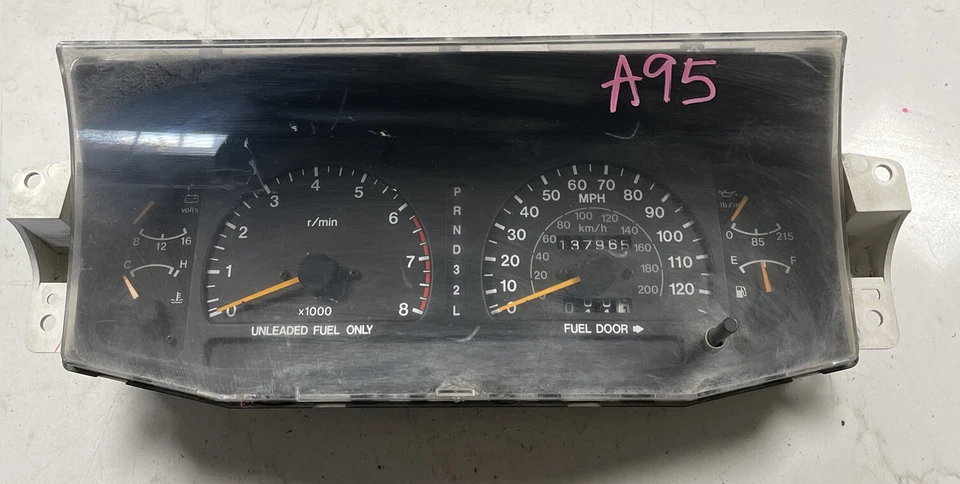 A95
volts
8 12 16
C H
0 1 2 3 4 5 6 7 8
r/min
x1000
UNLEADED FUEL ONLY
P
R
N
D
3
2
L
0 10 20 30 40 50 60 70 80 90 100 110 120
MPH
0 20 40 60 80 100 120 140 160 180 200
km/h
137965
FUEL DOOR
lb/in
0 85 215
E F